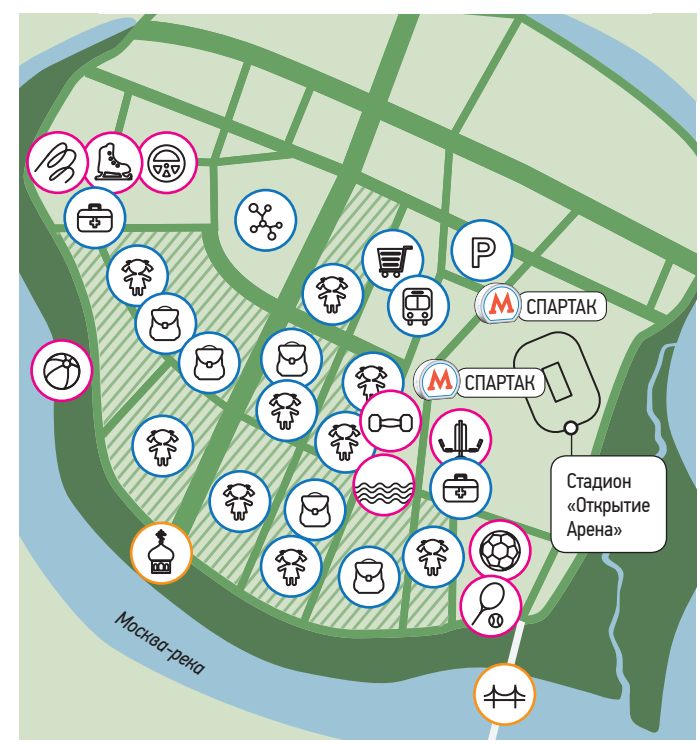 P
М СПАРТАК
М СПАРТАК
Стадион
«Открытие
Арена»
Москва-река